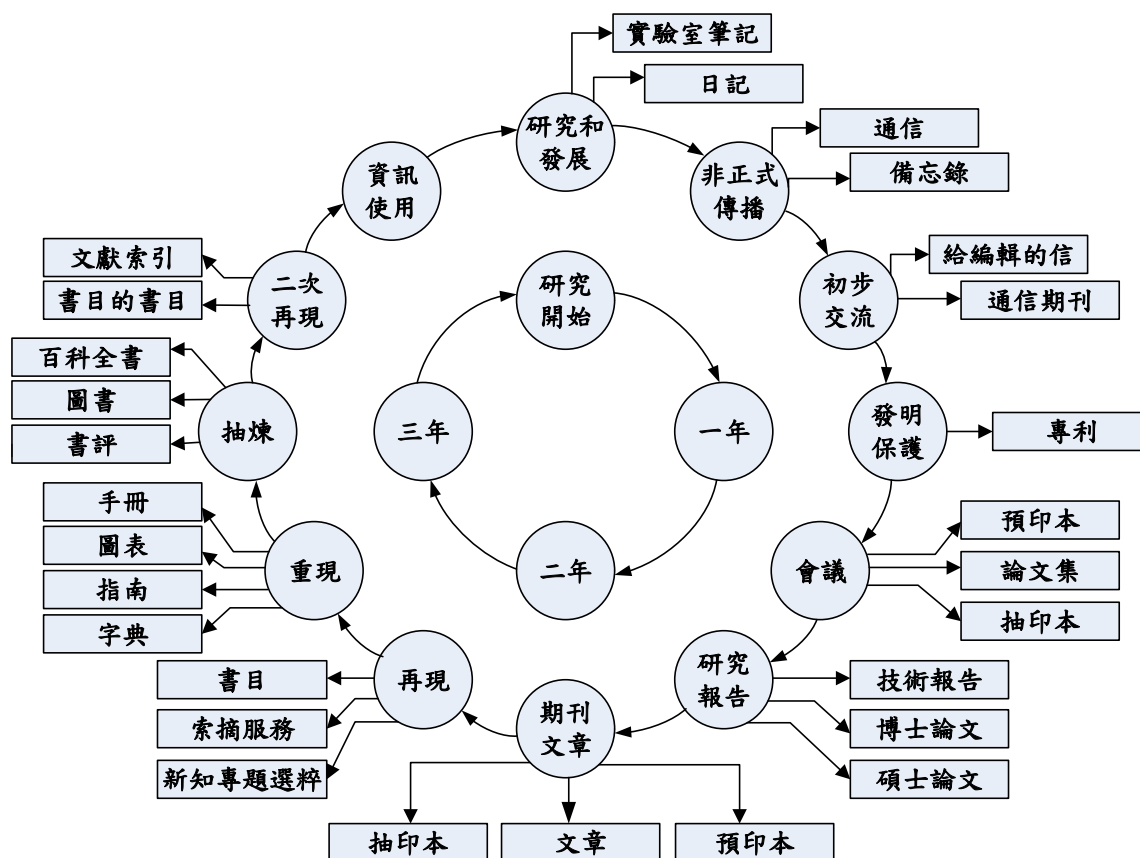 實驗室筆記
日記
研究和
發展
通信
備忘錄
非正式
傳播
資訊
使用
給編輯的信
通信期刊
初步
交流
文獻索引
書目的書目
二次
再現
研究
開始
百科全書
圖書
書評
抽煉
三年
一年
發明
保護
專利
手冊
圖表
指南
字典
重現
二年
會議
預印本
論文集
抽印本
書目
索摘服務
新知專題選粹
再現
期刊
文章
研究
報告
技術報告
博士論文
碩士論文
抽印本
文章
預印本